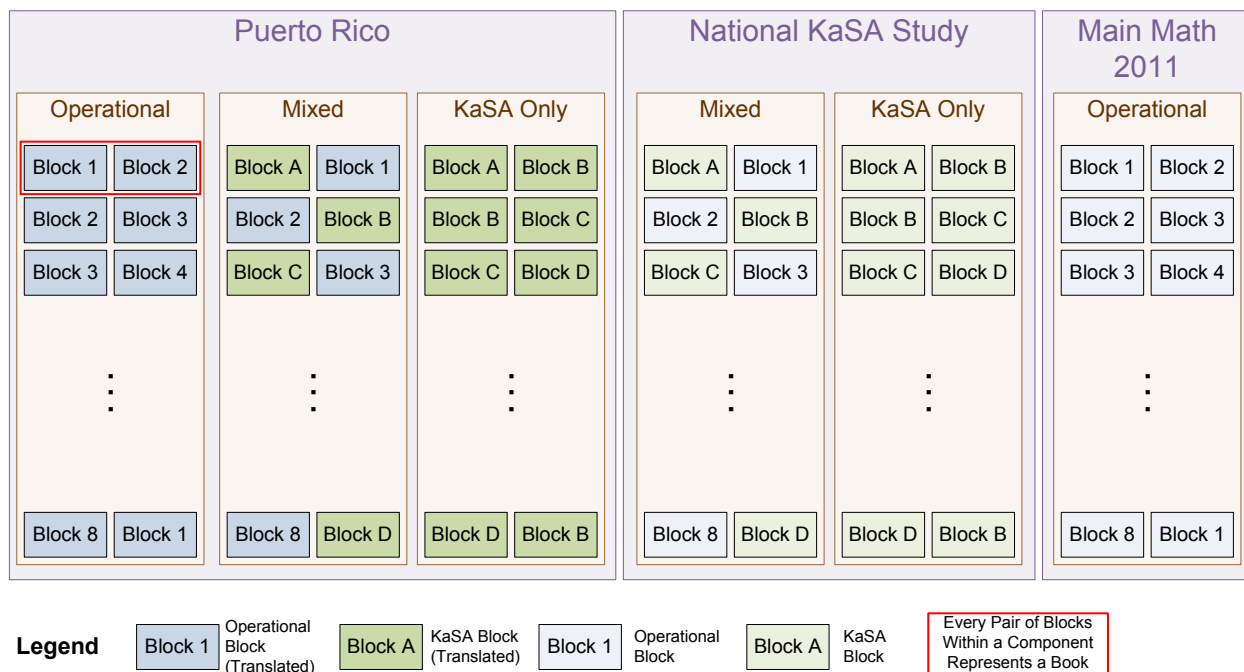 Puerto Rico
National KaSA Study
Main Math
2011
Operational
Mixed
KaSA Only
Mixed
KaSA Only
Operational
Block 1 Block 2 Block A Block 1 Block A Block B Block A Block 1 Block A Block B Block 1 Block 2
Block 2 Block 3 Block 2 Block B Block B Block C Block 2 Block B Block B Block C Block 2 Block 3
Block 3 Block 4 Block C Block 3 Block C Block D Block C Block 3 Block C Block D Block 3 Block 4
Block 8 Block 1 Block 8 Block D Block D Block B Block 8 Block D Block D Block B Block 8 Block 1
Legend
Block 1
Operational
Block
(Translated)
Block A
KaSA Block
(Translated)
Block 1
Operational
Block
Block A
KaSA
Block
Every Pair of Blocks
Within a Component
Represents a Book